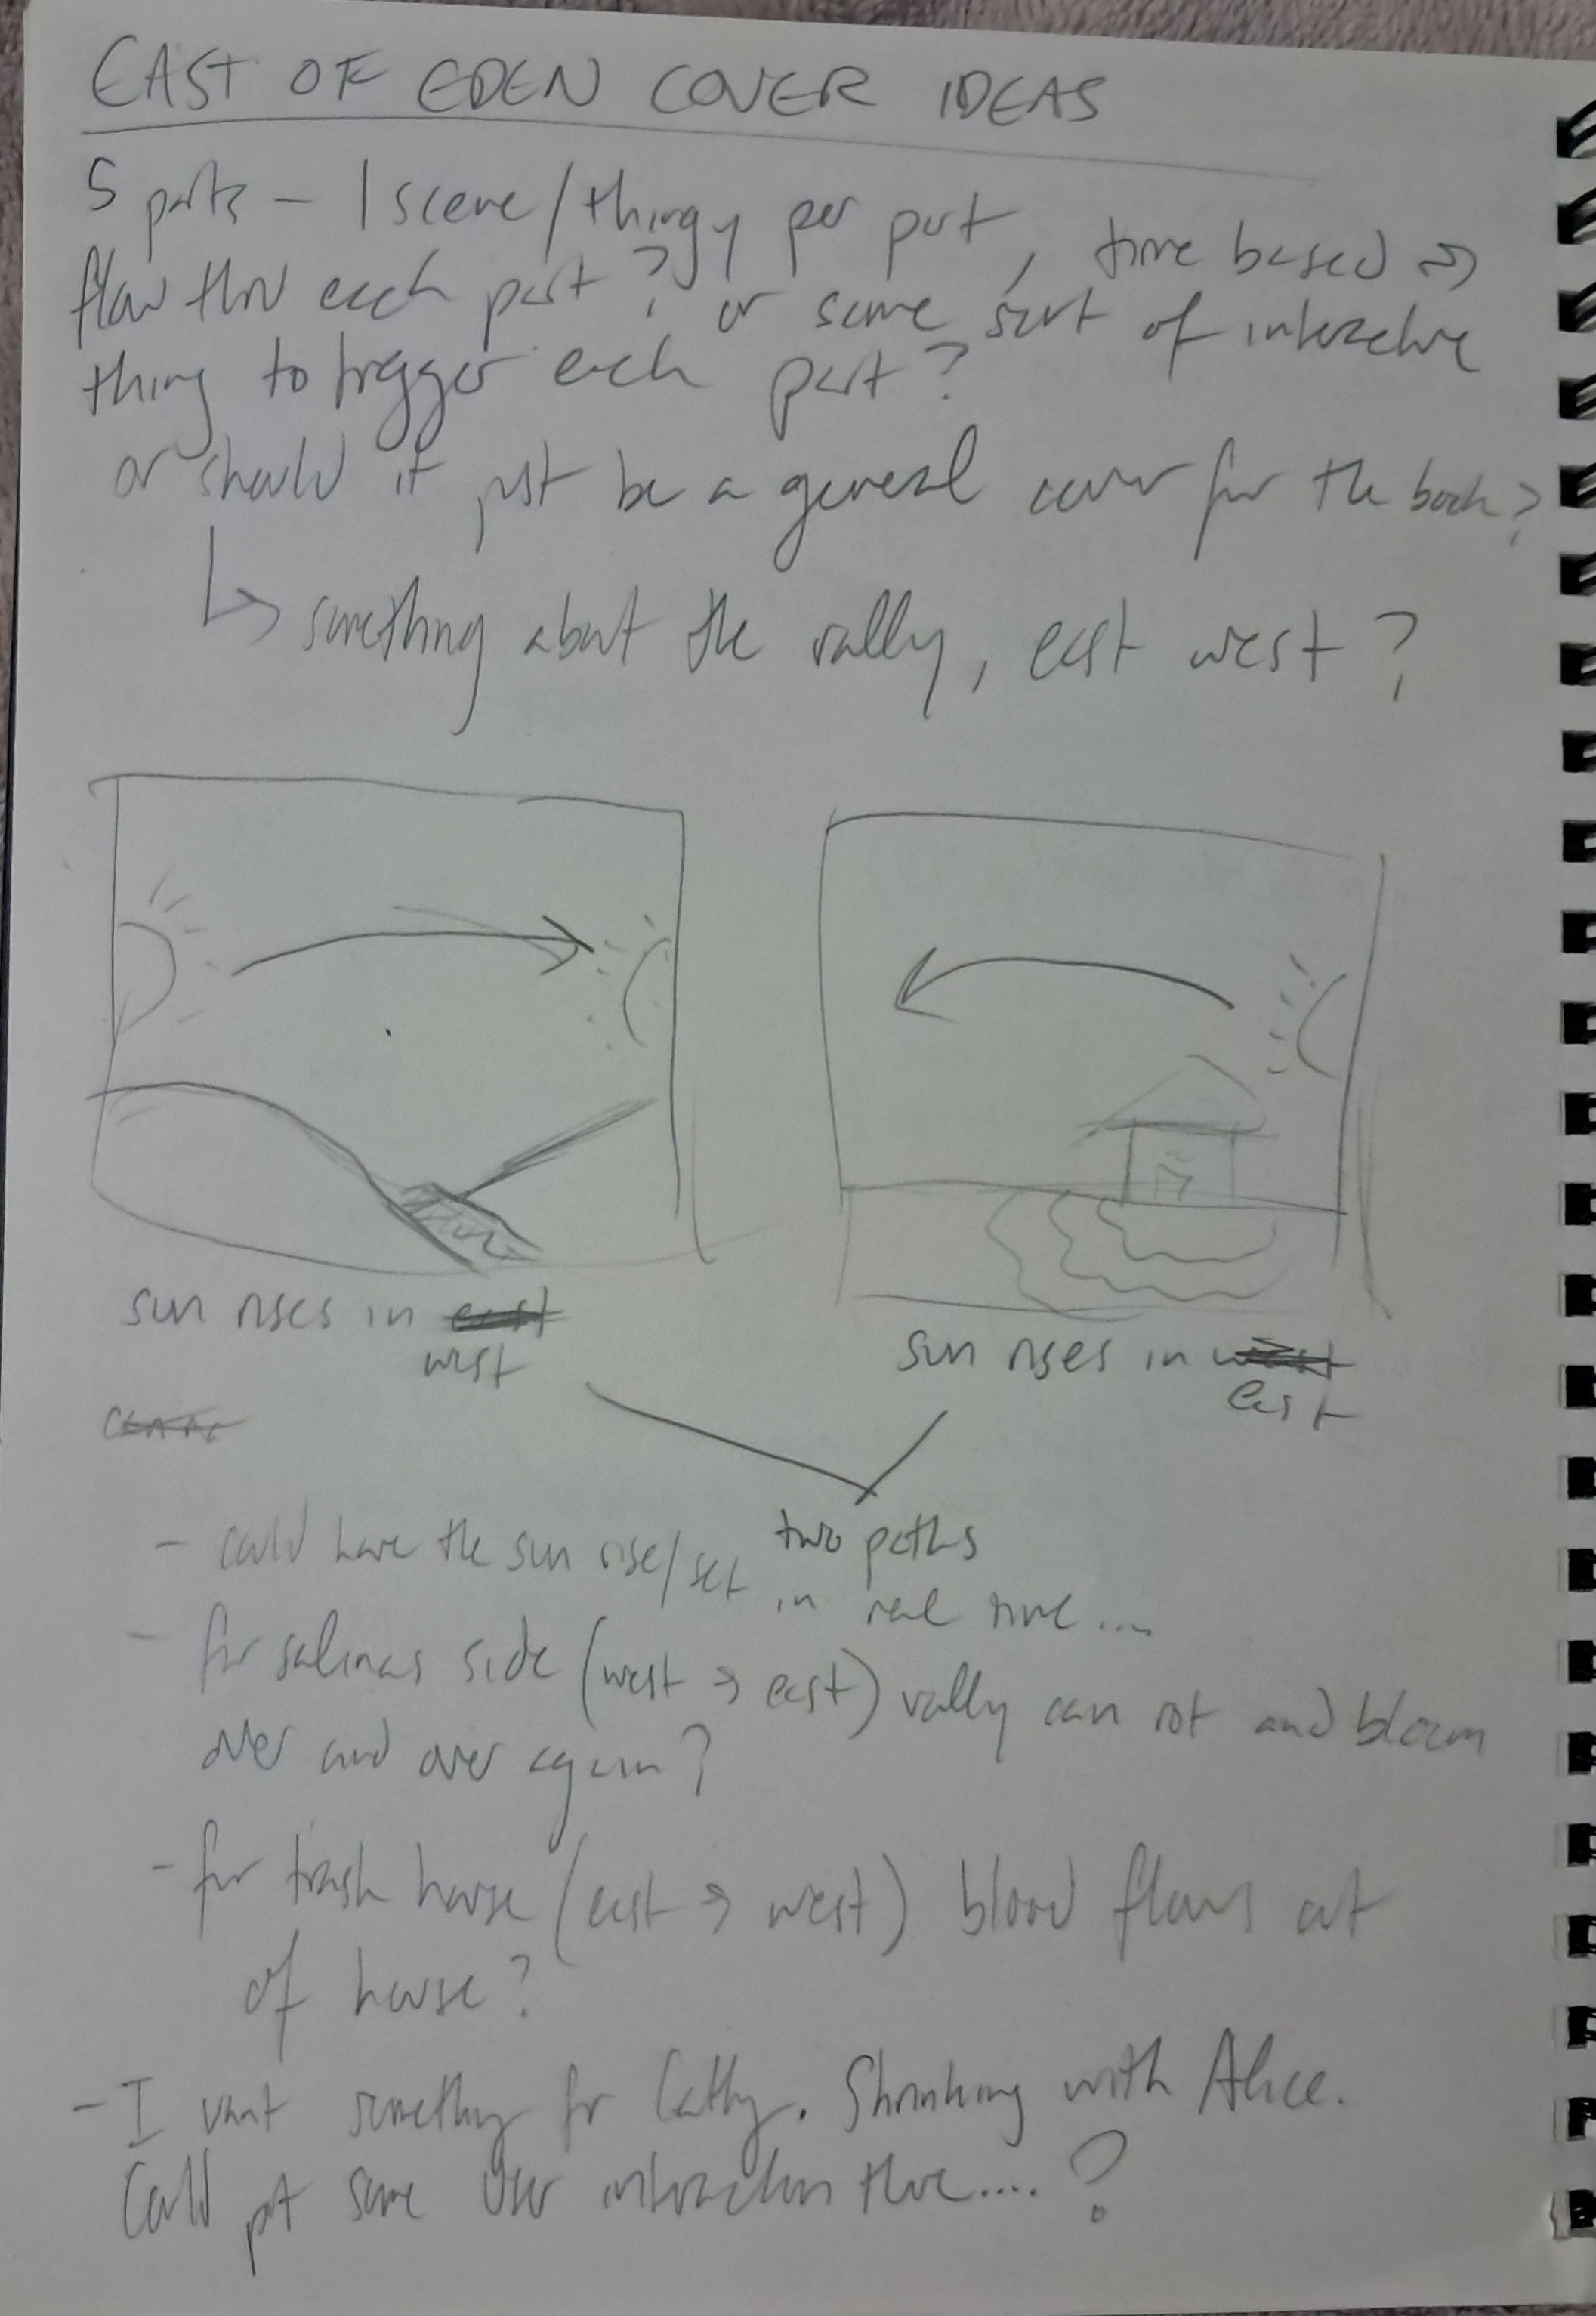 EAST OF EDEN COVER IDEAS
5 parts - 1 scene/thingy per part, time based →
flow thru each part? or some sort of interactive
thing to trigger each part?
or should it just be a general cover for the book?
↳ something about the vally, east west?
sun rises in east
west
sun rises in west
east
two paths
- could have the sun rise/set in real time....
- for salinas side (west → east) vally can rot and bloom
over and over again?
- for trask house (east → west) blood flows out
of house?
- I want something for Cathy. Shrinking with Alice.
Could put some user interaction there....?